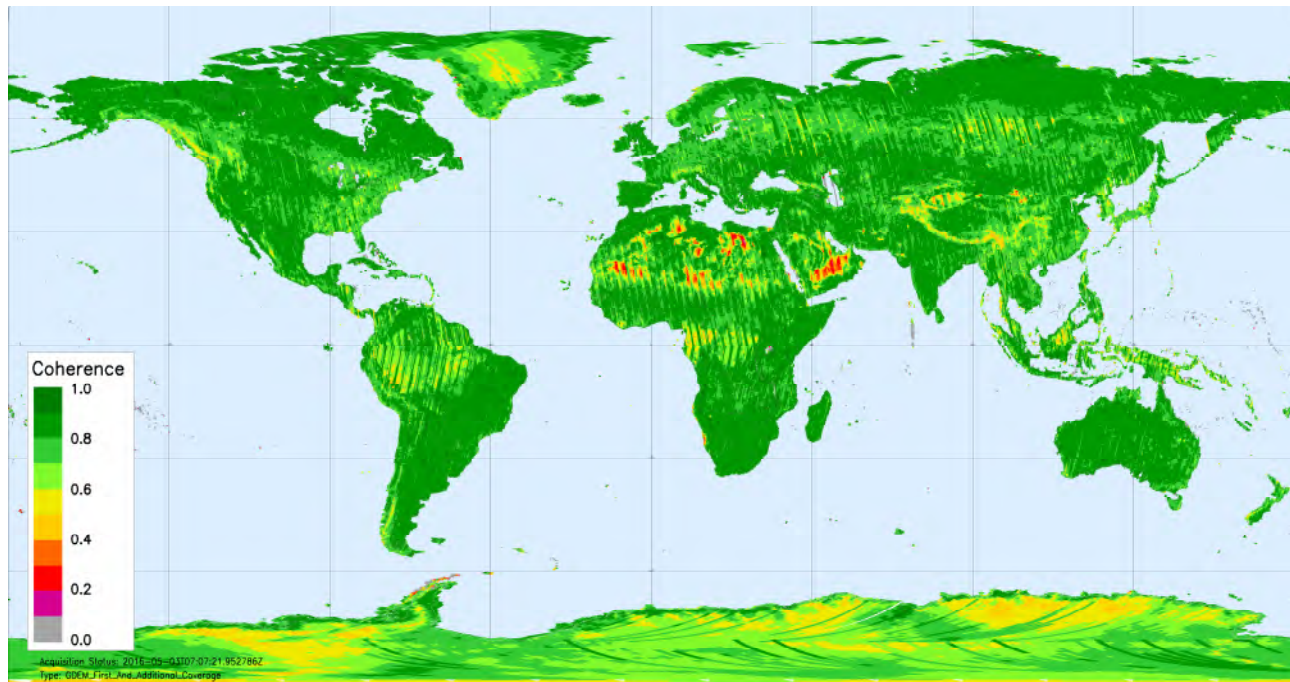 Coherence
1.0
0.8
0.6
0.4
0.2
0.0
Acquisition Status: 2016-05-03T07:07:21.952786Z
Type: GDEM_First_And_Additional_Coverage